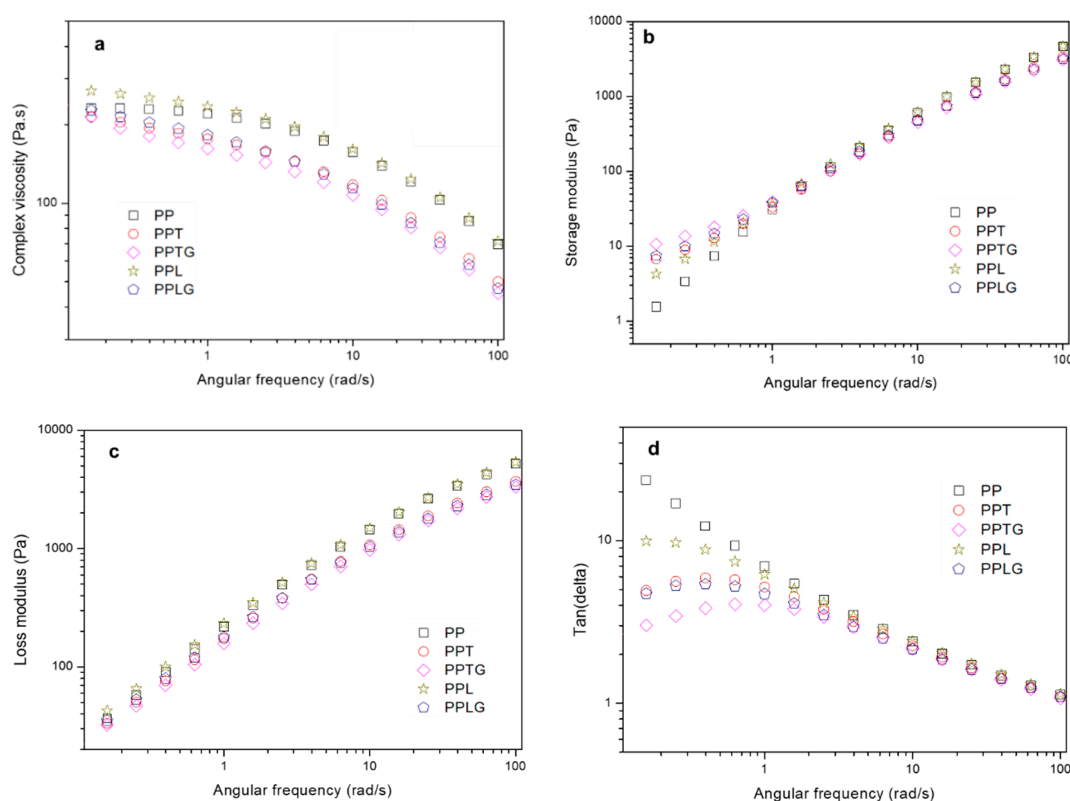 a
Complex viscosity (Pa.s)
100
PP
PPT
PPTG
PPL
PPLG
1
10
100
Angular frequency (rad/s)
b
Storage modulus (Pa)
10000
1000
100
10
1
PP
PPT
PPTG
PPL
PPLG
1
10
100
Angular frequency (rad/s)
c
Loss modulus (Pa)
10000
1000
100
PP
PPT
PPTG
PPL
PPLG
1
10
100
Angular frequency (rad/s)
d
Tan(delta)
10
1
PP
PPT
PPTG
PPL
PPLG
1
10
100
Angular frequency (rad/s)